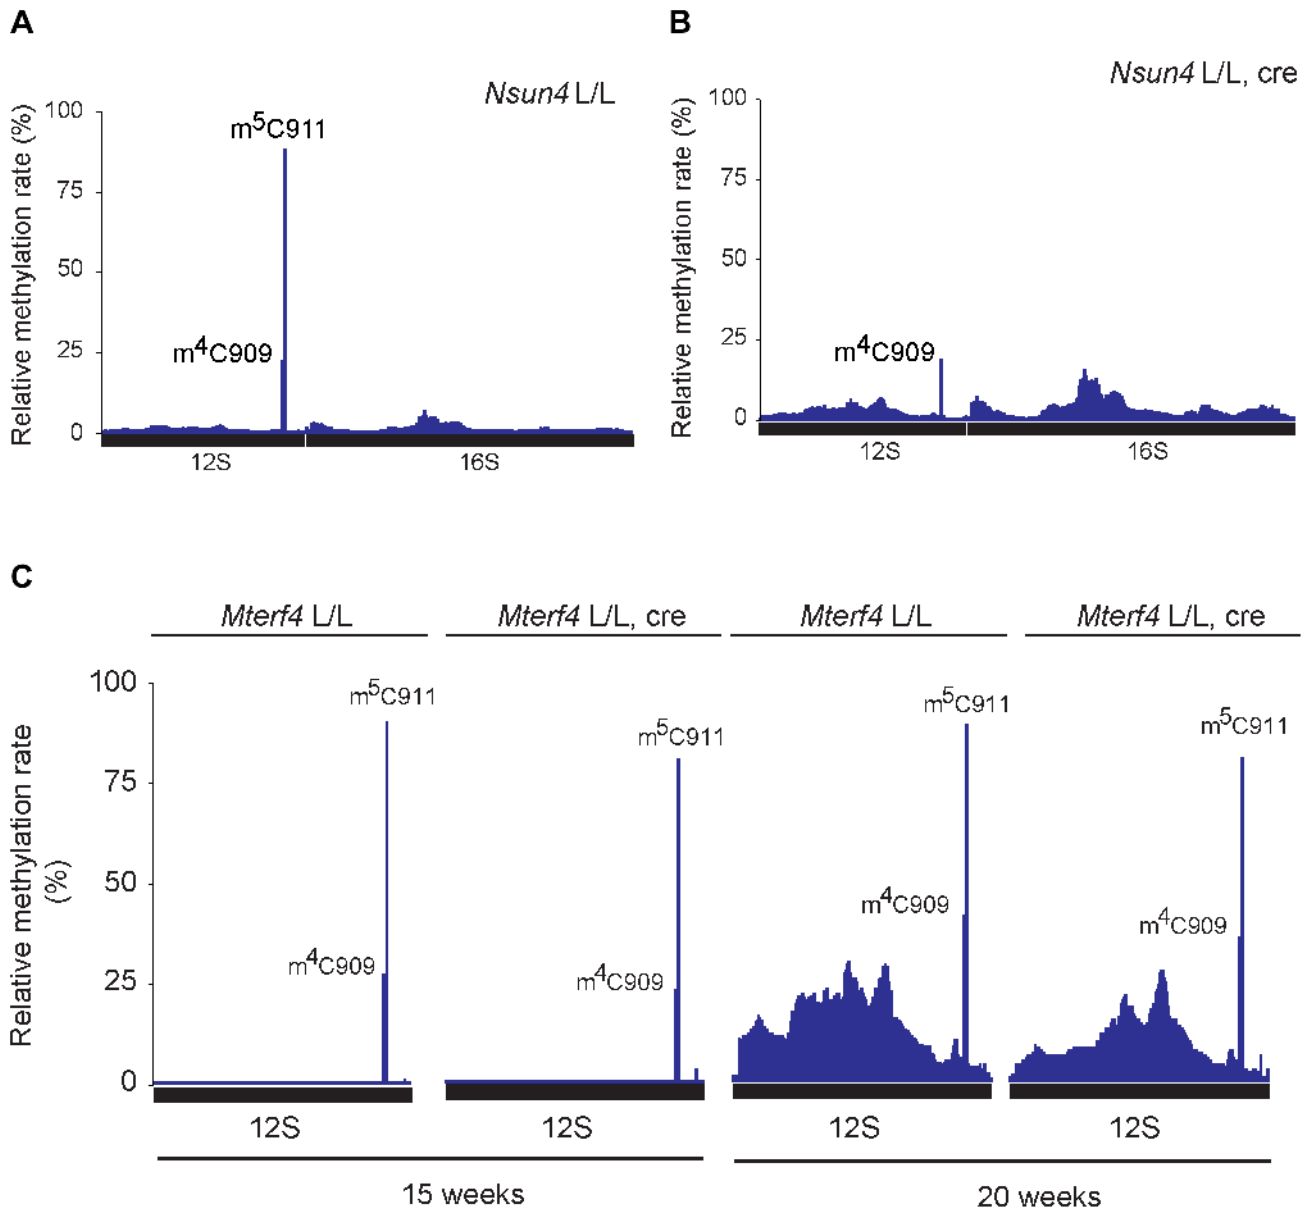 A
B
Nsun4 L/L
Nsun4 L/L, cre
Relative methylation rate (%)
100
75
50
25
0
m⁵C911
m⁴C909
12S
16S
Relative methylation rate (%)
100
75
50
25
0
m⁴C909
12S
16S
C
Mterf4 L/L
Mterf4 L/L, cre
Mterf4 L/L
Mterf4 L/L, cre
Relative methylation rate
(%)
100
75
50
25
0
m⁵C911
m⁴C909
m⁵C911
m⁴C909
m⁵C911
m⁴C909
m⁵C911
m⁴C909
12S
12S
12S
12S
15 weeks
20 weeks